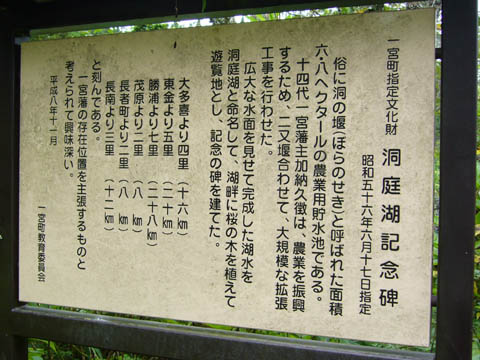 一宮町指定文化財
洞庭湖記念碑
昭和五十六年六月十七日指定
俗に洞の堰(ぼらのせき)と呼ばれた面積
六・八ヘクタールの農業用貯水池である。
十四代一宮藩主加納久徴は、農業を振興
するため、二又堰合わせて、大規模な拡張
工事を行わせた。
広大な水面を見せて完成した湖水を
洞庭湖と命名して、湖畔に桜の木を植えて
遊覧地とし、記念の碑を建てた。
大多喜より四里 (十六㎞)
東金より五里 (二十㎞)
勝浦より七里 (二十八㎞)
茂原より二里 (八㎞)
長者町より二里 (八㎞)
長南より三里 (十二㎞)
と刻んである。
一宮藩の存在位置を主張するものと
考えられて興味深い。
平成八年十一月
一宮町教育委員会